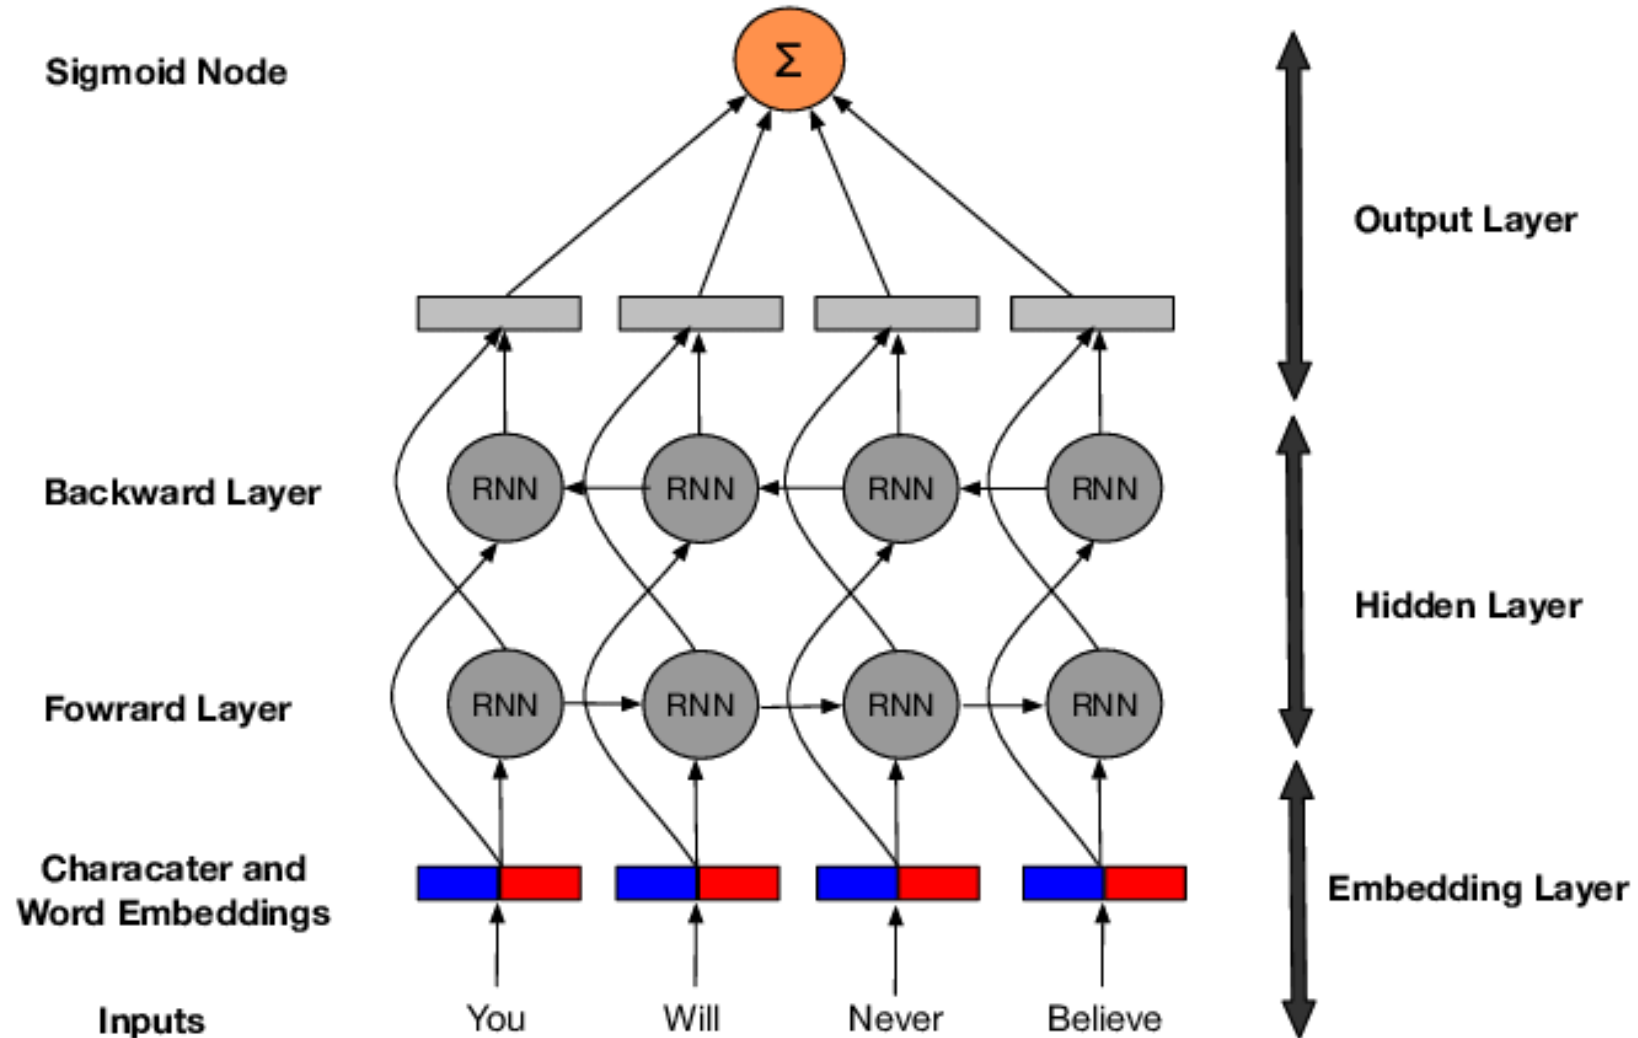 Σ
Sigmoid Node
Output Layer
RNN RNN RNN RNN
Backward Layer
Hidden Layer
RNN RNN RNN RNN
Fowrard Layer
Characater and
Word Embeddings
Embedding Layer
Inputs
You Will Never Believe